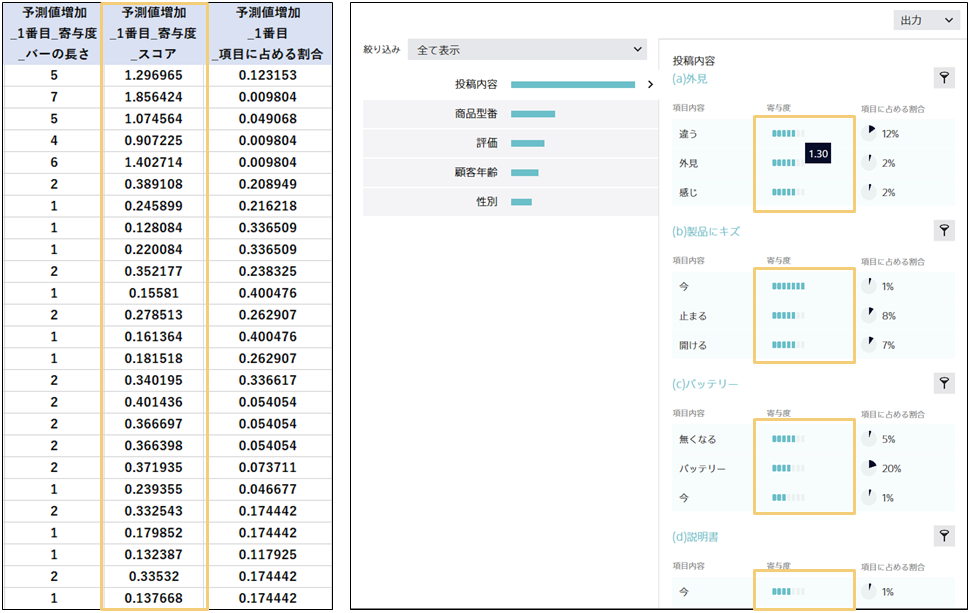 予測値増加 予測値増加 予測値増加
_1番目_寄与度 _1番目_寄与度 _1番目
_バーの長さ _スコア _項目に占める割合
5 1.296965 0.123153
7 1.856424 0.009804
5 1.074564 0.049068
4 0.907225 0.009804
6 1.402714 0.009804
2 0.389108 0.208949
1 0.245899 0.216218
1 0.128084 0.336509
1 0.220084 0.336509
2 0.352177 0.238325
1 0.15581 0.400476
2 0.278513 0.262907
1 0.161364 0.400476
1 0.181518 0.262907
2 0.340195 0.336617
2 0.401436 0.054054
2 0.366697 0.054054
2 0.366398 0.054054
2 0.371935 0.073711
1 0.239355 0.046677
2 0.332543 0.174442
1 0.179852 0.174442
1 0.132387 0.117925
2 0.33532 0.174442
1 0.137668 0.174442
出力
絞り込み 全て表示
投稿内容
商品型番
評価
顧客年齢
性別
投稿内容
(a)外見
項目内容 寄与度 項目に占める割合
違う 12%
1.30
外見 2%
感じ 2%
(b)製品にキズ
項目内容 寄与度 項目に占める割合
今 1%
止まる 8%
開ける 7%
(c)バッテリー
項目内容 寄与度 項目に占める割合
無くなる 5%
バッテリー 20%
今 1%
(d)説明書
項目内容 寄与度 項目に占める割合
今 1%